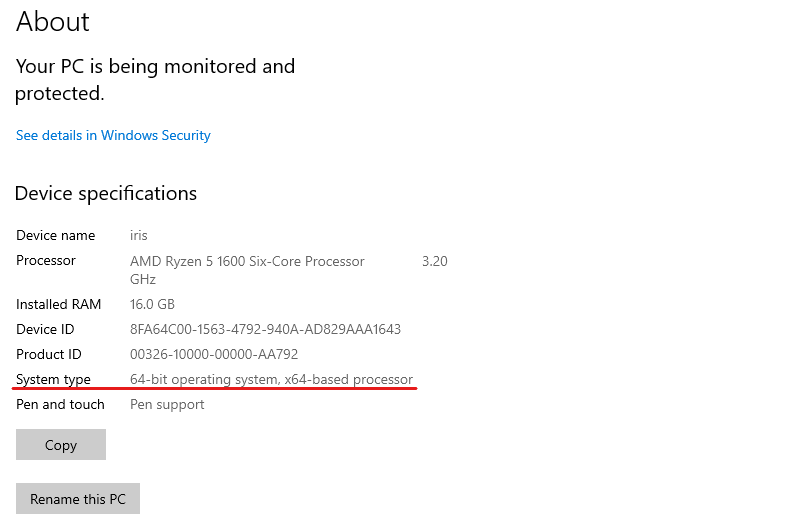 About
Your PC is being monitored and
protected.
See details in Windows Security
Device specifications
Device name iris
Processor AMD Ryzen 5 1600 Six-Core Processor 3.20
GHz
Installed RAM 16.0 GB
Device ID 8FA64C00-1563-4792-940A-AD829AAA1643
Product ID 00326-10000-00000-AA792
System type 64-bit operating system, x64-based processor
Pen and touch Pen support
Copy
Rename this PC